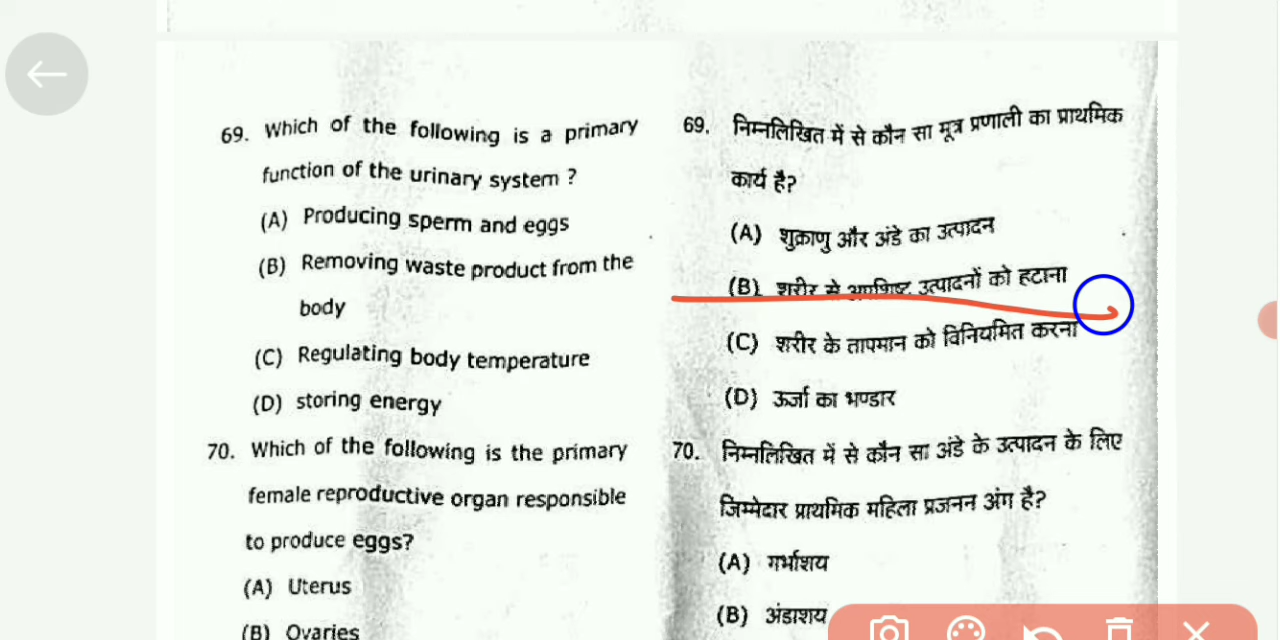 69. Which of the following is a primary
function of the urinary system ?
(A) Producing sperm and eggs
(B) Removing waste product from the
body
(C) Regulating body temperature
(D) storing energy
70. Which of the following is the primary
female reproductive organ responsible
to produce eggs?
(A) Uterus
(B) Ovaries
69. निम्नलिखित में से कौन सा मूत्र प्रणाली का प्राथमिक
कार्य है?
(A) शुक्राणु और अंडे का उत्पादन
(B) शरीर से अपशिष्ट उत्पादनों को हटाना
(C) शरीर के तापमान को विनियमित करना
(D) ऊर्जा का भण्डार
70. निम्नलिखित में से कौन सा अंडे के उत्पादन के लिए
जिम्मेदार प्राथमिक महिला प्रजनन अंग है?
(A) गर्भाशय
(B) अंडाशय